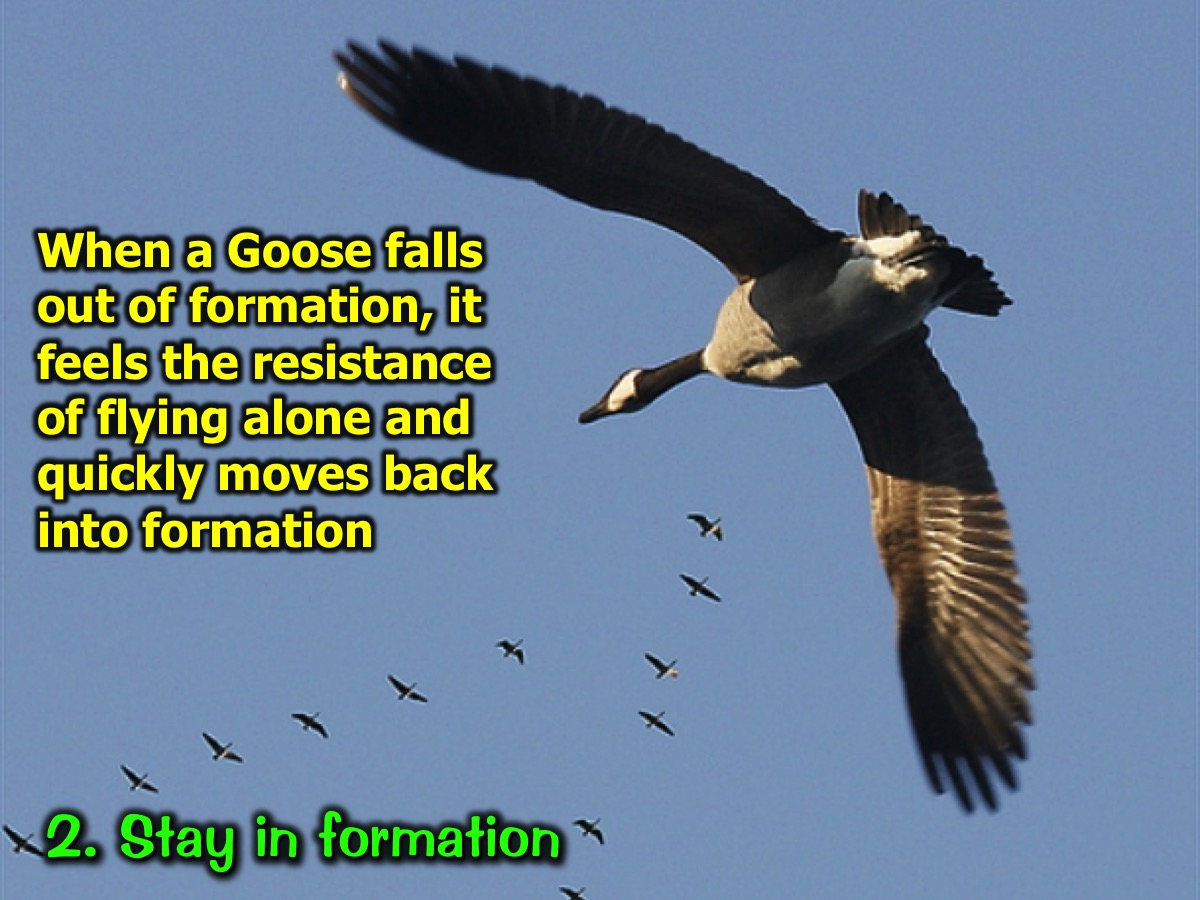 When a Goose falls
out of formation, it
feels the resistance
of flying alone and
quickly moves back
into formation
2. Stay in formation